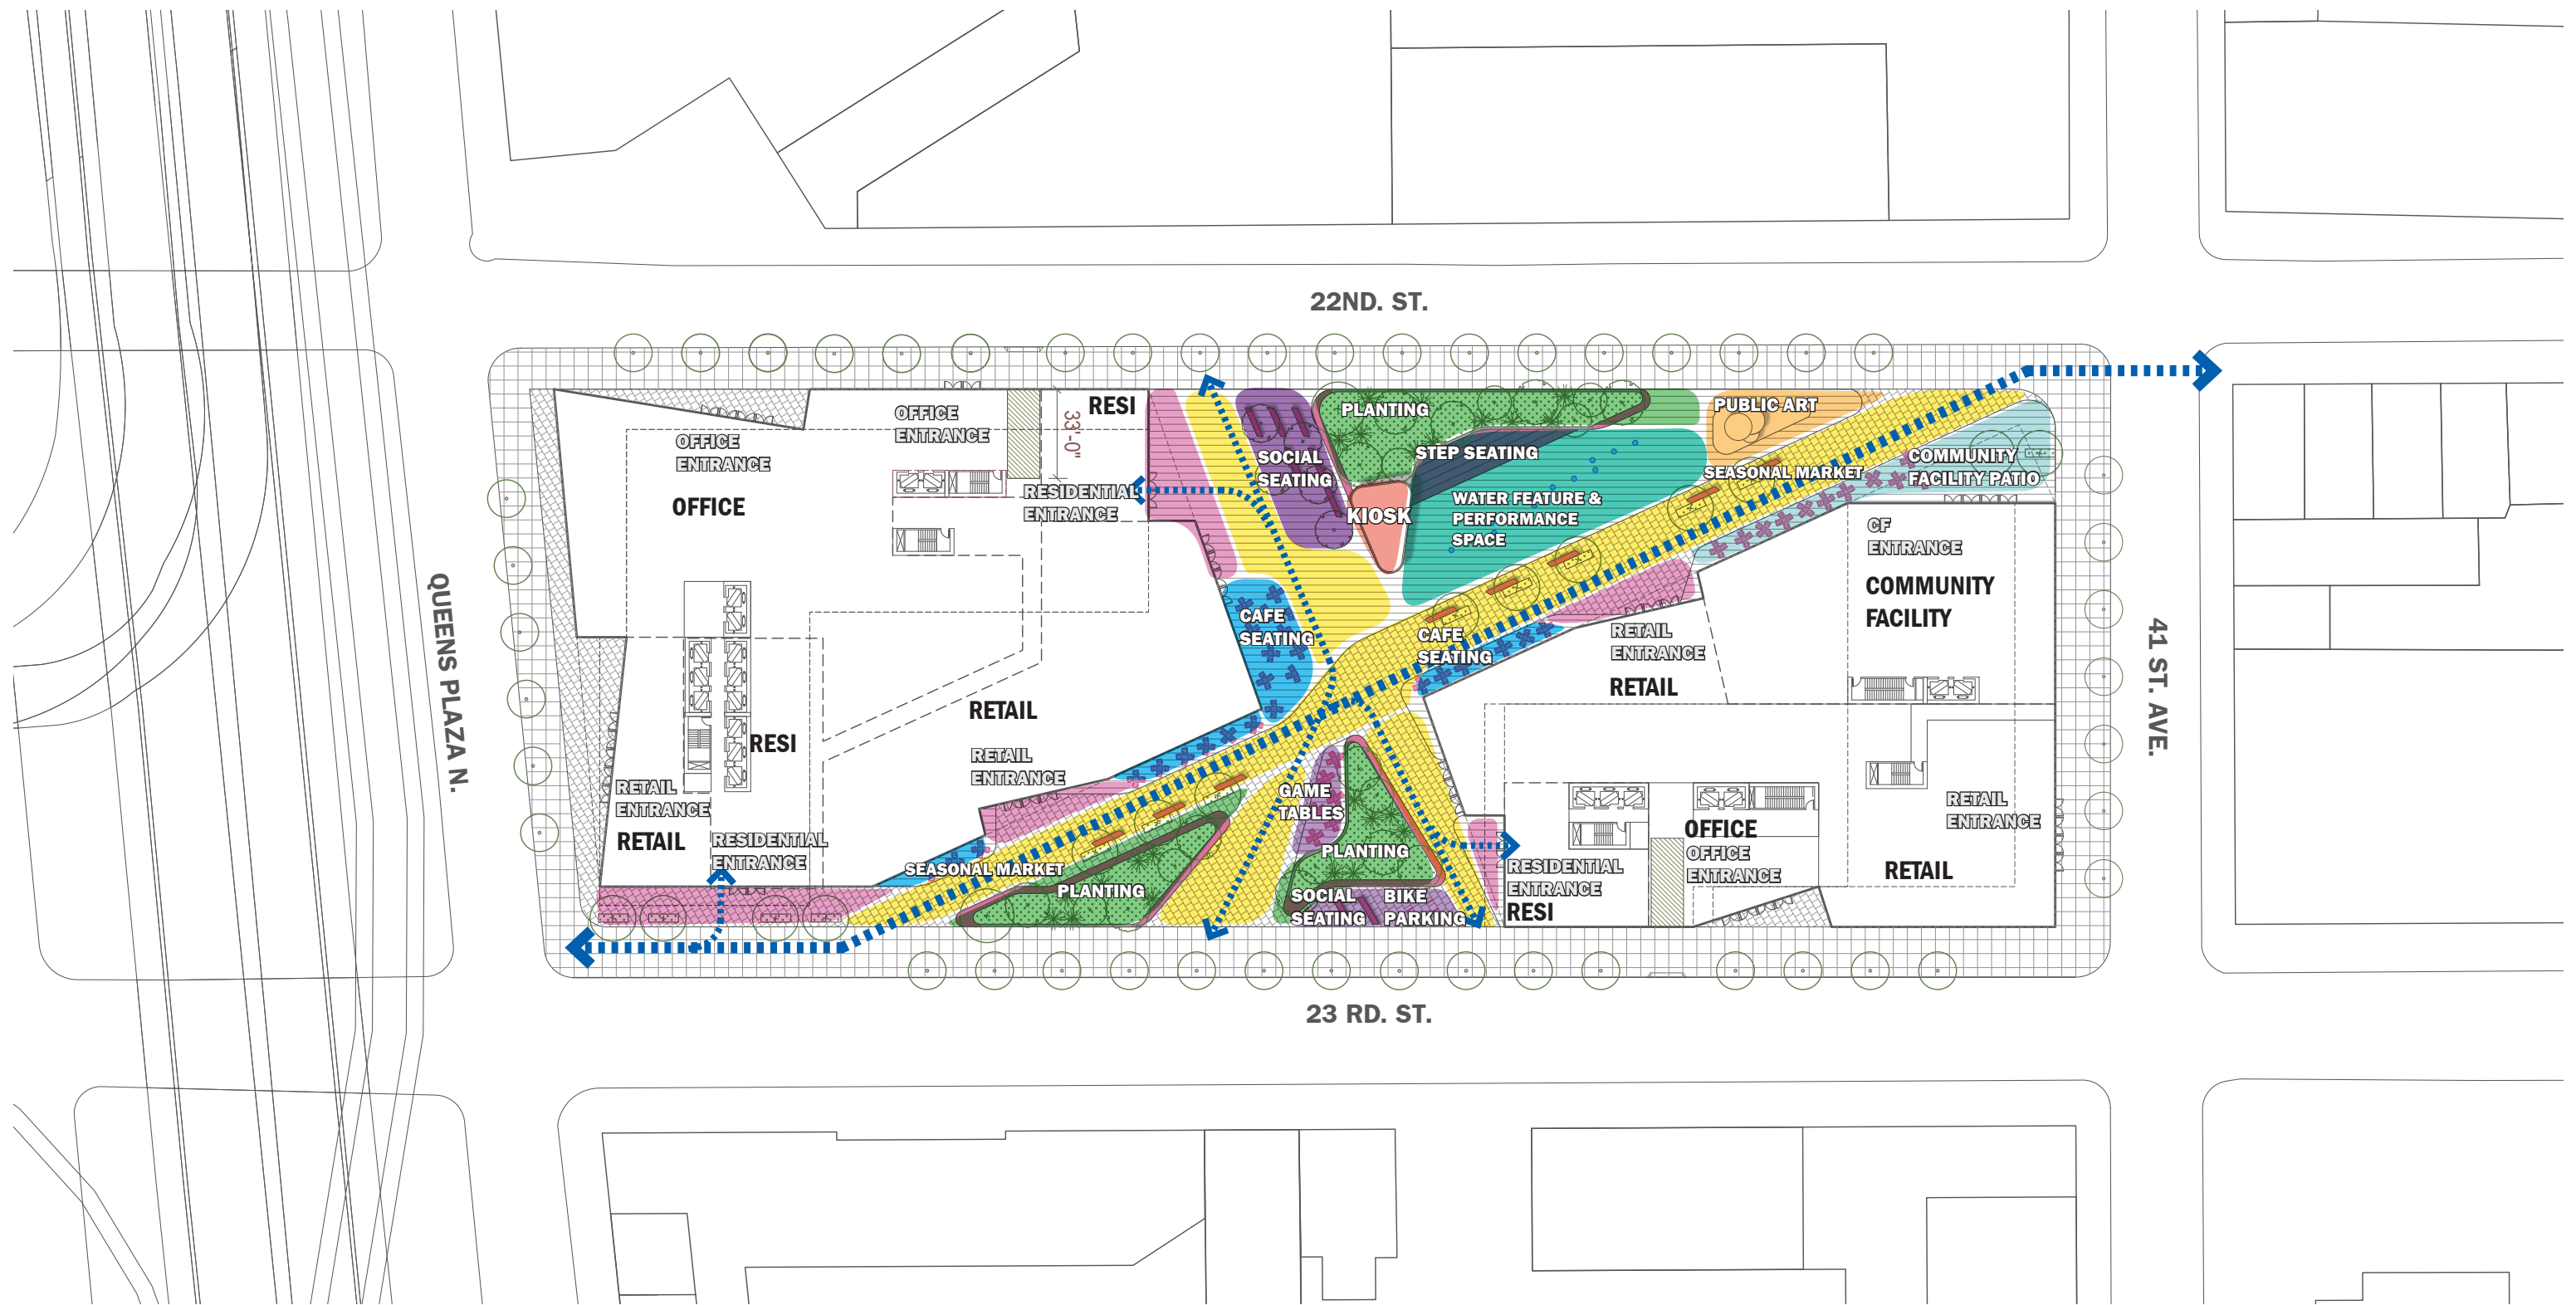 22ND. ST.
QUEENS PLAZA N.
41 ST. AVE.
23 RD. ST.
OFFICE
ENTRANCE
OFFICE
ENTRANCE
OFFICE
33'-0"
RESI
RESIDENTIAL
ENTRANCE
SOCIAL
SEATING
PLANTING
STEP SEATING
KIOSK
WATER FEATURE &
PERFORMANCE
SPACE
PUBLIC ART
SEASONAL MARKET
COMMUNITY
FACILITY PATIO
CF
ENTRANCE
COMMUNITY
FACILITY
CAFE
SEATING
CAFE
SEATING
RETAIL
ENTRANCE
RETAIL
RETAIL
RETAIL
ENTRANCE
RESI
RETAIL
ENTRANCE
RETAIL
RESIDENTIAL
ENTRANCE
SEASONAL MARKET
PLANTING
GAME
TABLES
PLANTING
SOCIAL
SEATING
BIKE
PARKING
RESIDENTIAL
ENTRANCE
RESI
OFFICE
OFFICE
ENTRANCE
RETAIL
ENTRANCE
RETAIL